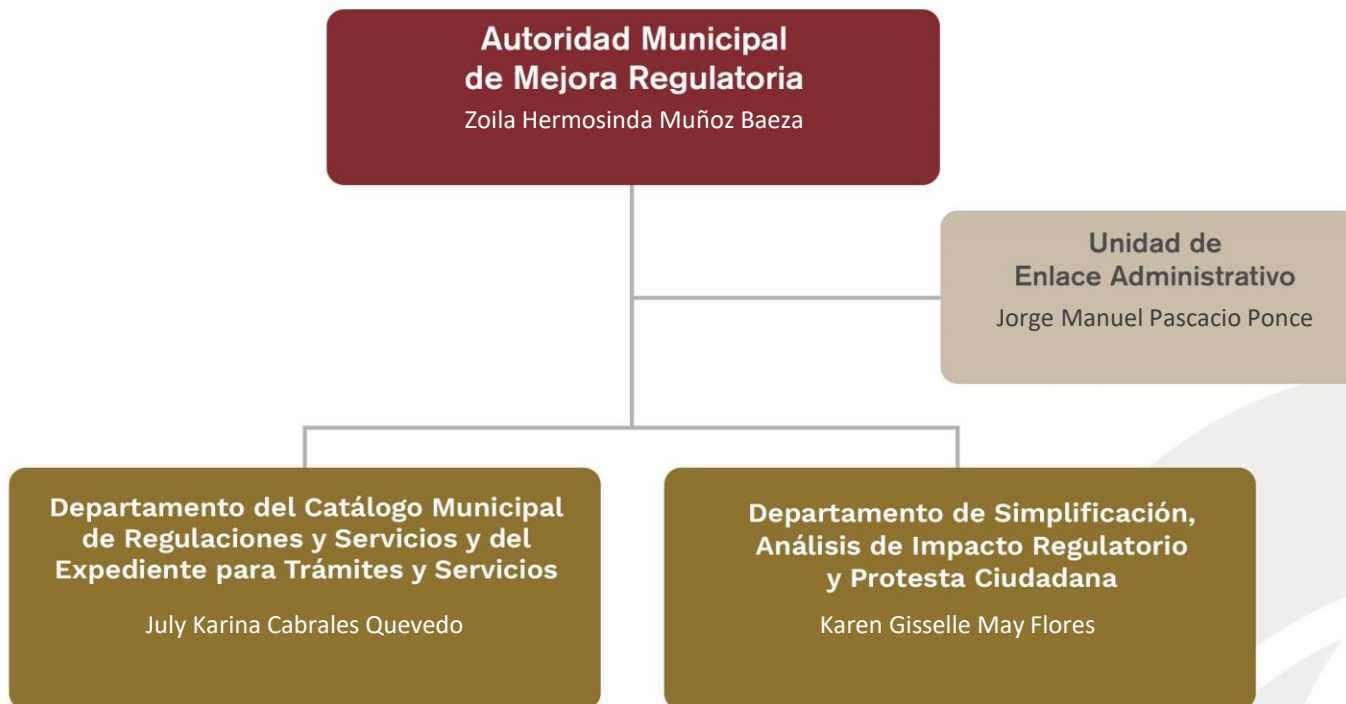 Autoridad Municipal
de Mejora Regulatoria
Zoila Hermosinda Muñoz Baeza
Unidad de
Enlace Administrativo
Jorge Manuel Pascacio Ponce
Departamento del Catálogo Municipal
de Regulaciones y Servicios y del
Expediente para Trámites y Servicios
July Karina Cabrales Quevedo
Departamento de Simplificación,
Análisis de Impacto Regulatorio
y Protesta Ciudadana
Karen Gisselle May Flores